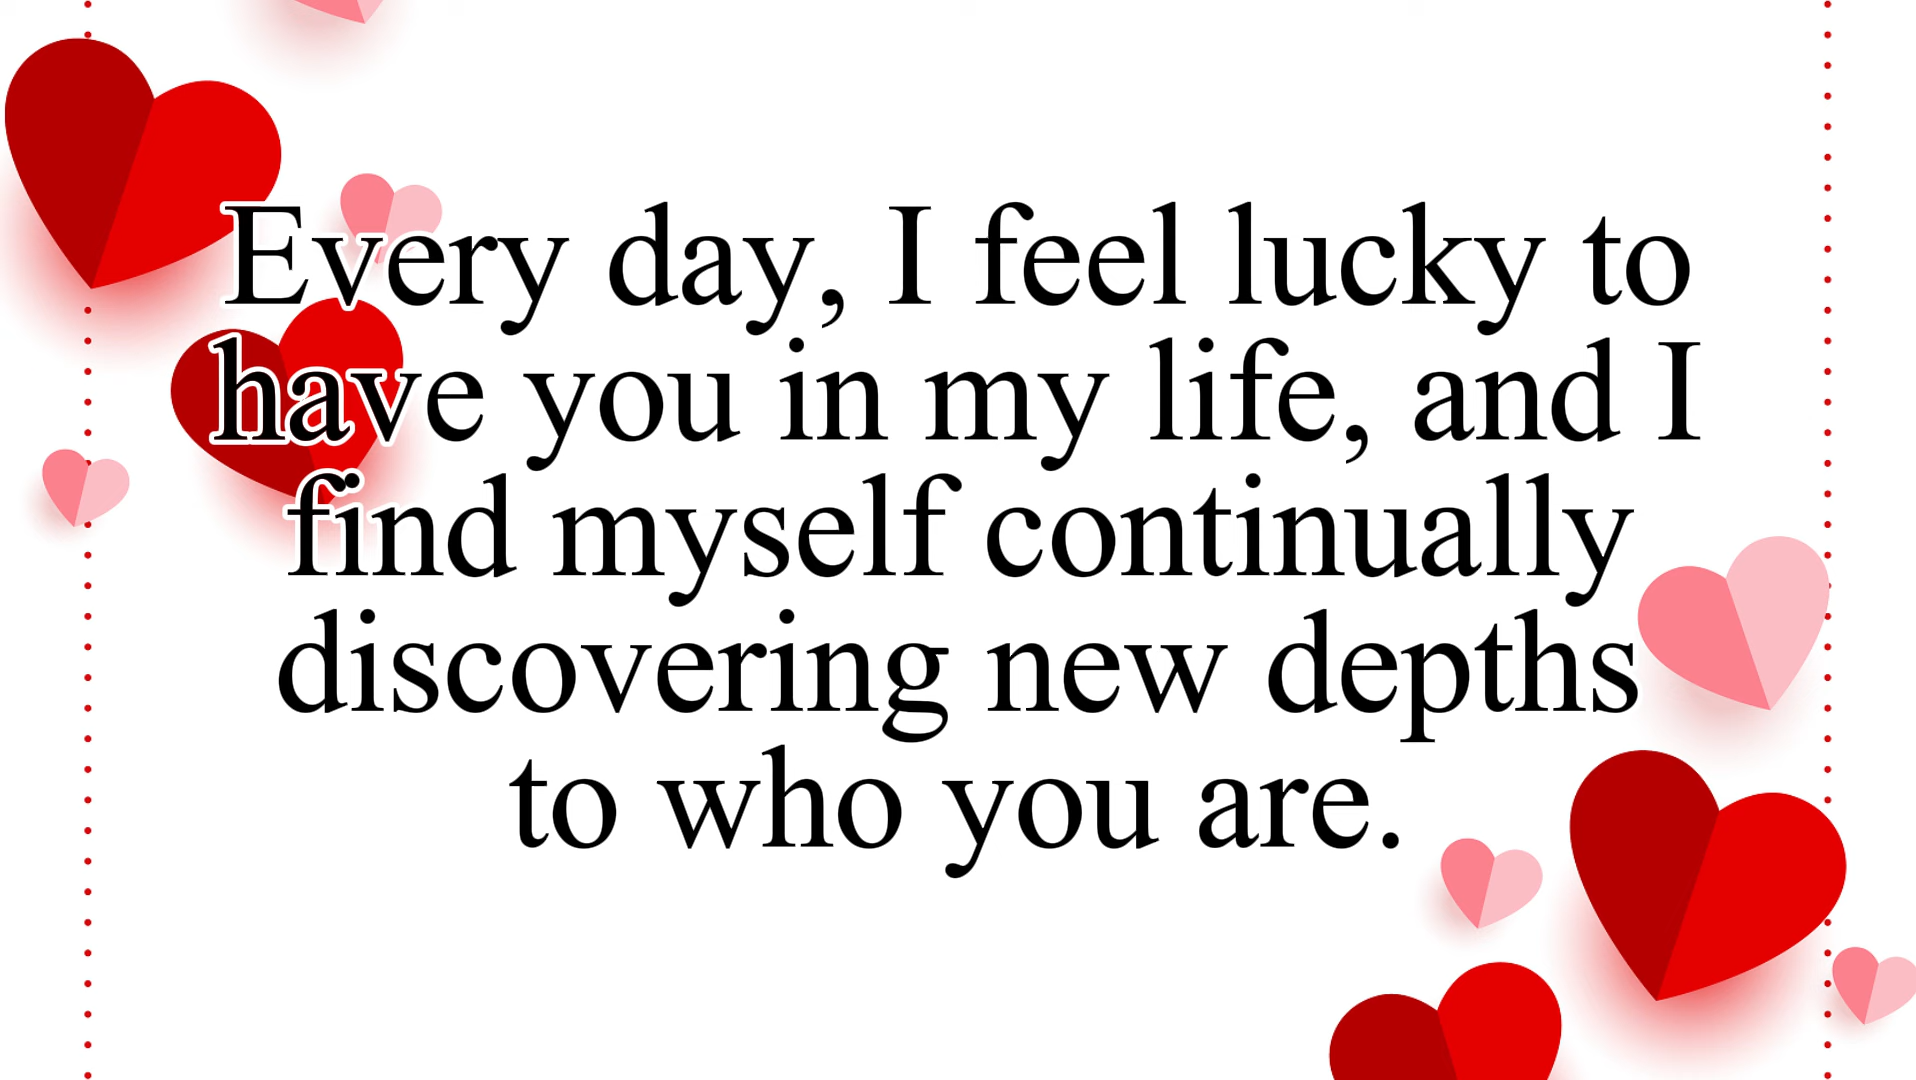 Every day, I feel lucky to
have you in my life, and I
find myself continually
discovering new depths
to who you are.